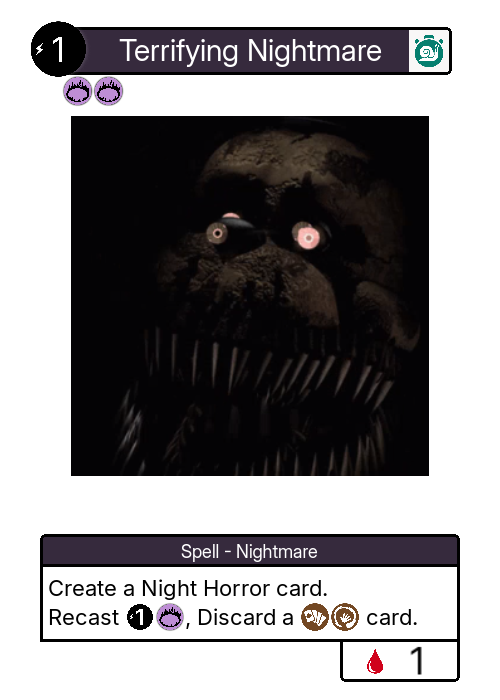 1 Terrifying Nightmare
Spell - Nightmare
Create a Night Horror card.
Recast 1, Discard a card.
1